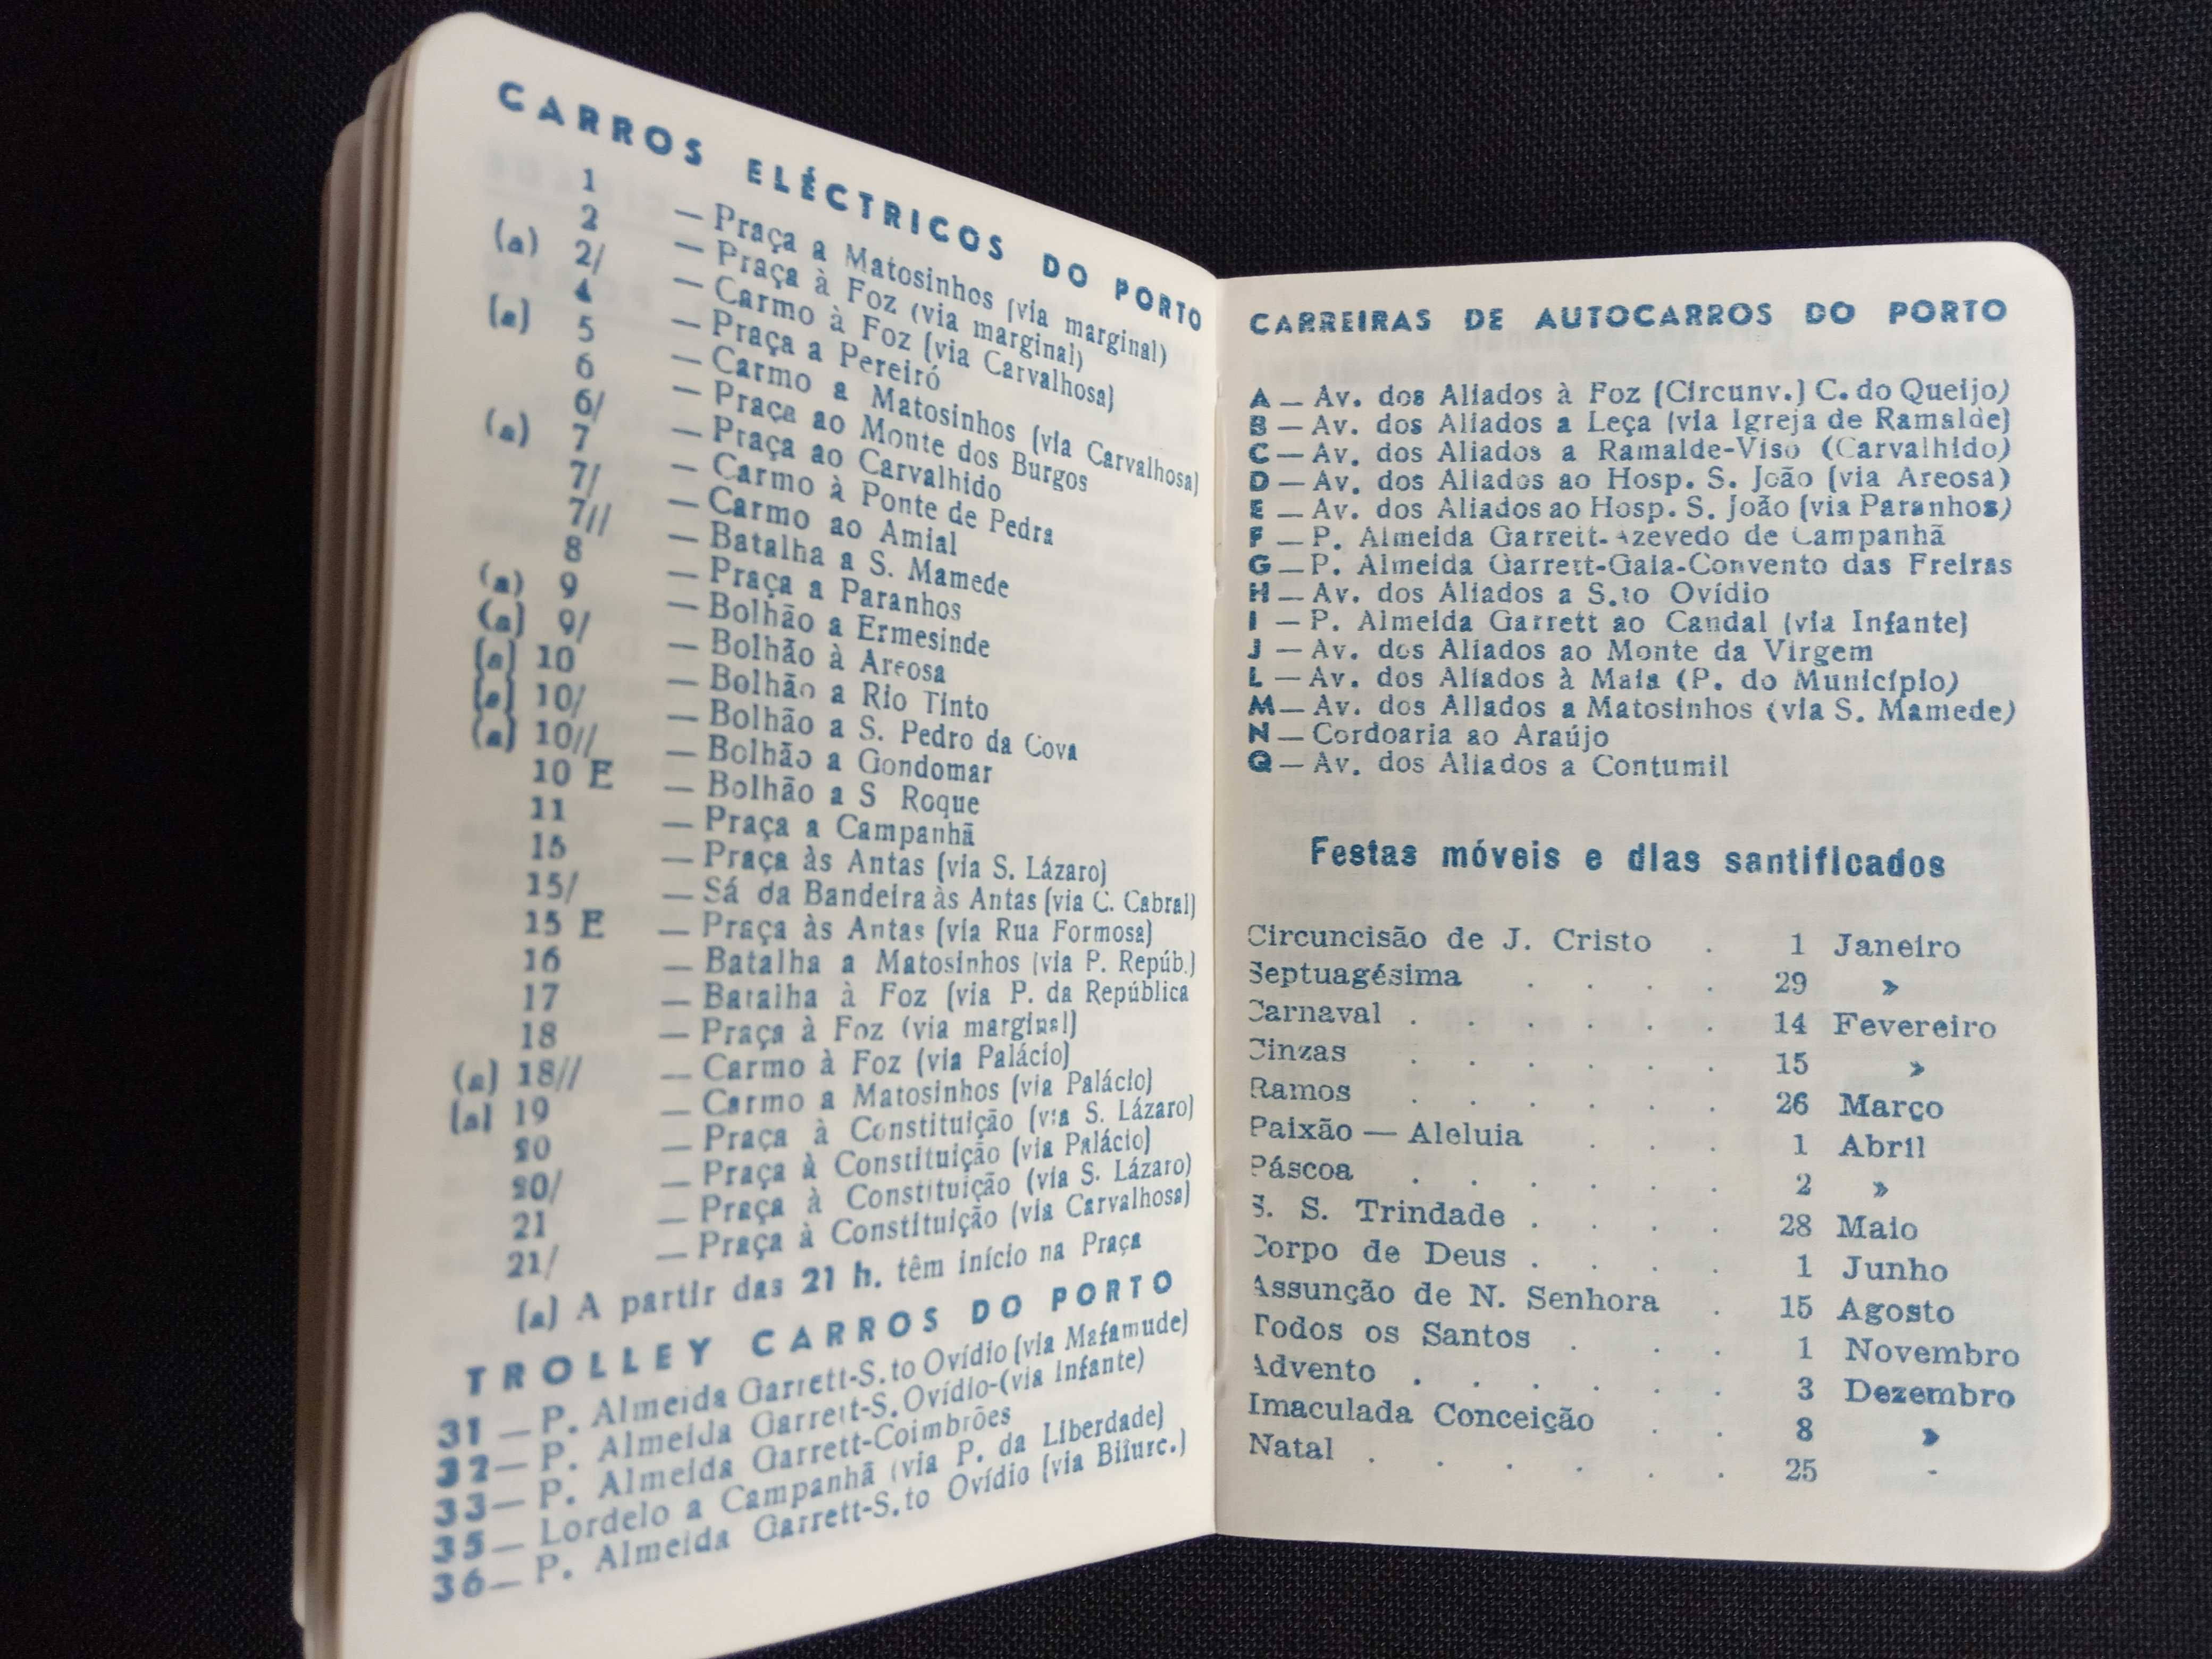 CARROS ELÉCTRICOS DO PORTO
1 — Praça a Matosinhos (via marginal)
2 — Praça à Foz (via marginal)
(a) 2/ — Carmo à Foz (via Carvalhosa)
4 — Praça a Pereiró
(a) 5 — Carmo a Matosinhos (via Carvalhosa)
6 — Praça ao Monte dos Burgos
6/ — Praça ao Carvalhido
(a) 7 — Carmo à Ponte de Pedra
7/ — Carmo ao Amial
7// — Batalha a S. Mamede
8 — Praça a Paranhos
(a) 9 — Bolhão a Ermesinde
(a) 9/ — Bolhão à Areosa
(a) 10 — Bolhão a Rio Tinto
(a) 10/ — Bolhão a S. Pedro da Cova
(a) 10// — Bolhão a Gondomar
10 E — Bolhão a S Roque
11 — Praça a Campanhã
15 — Praça às Antas (via S. Lázaro)
15/ — Sá da Bandeira às Antas (via C. Cabral)
15 E — Praça às Antas (via Rua Formosa)
16 — Batalha a Matosinhos (via P. Repúb.)
17 — Batalha à Foz (via P. da República
18 — Praça à Foz (via marginal)
(a) 18// — Carmo à Foz (via Palácio)
(a) 19 — Carmo a Matosinhos (via Palácio)
20 — Praça à Constituição (via S. Lázaro)
20/ — Praça à Constituição (via Palácio)
21 — Praça à Constituição (via S. Lázaro)
21/ — Praça à Constituição (via Carvalhosa)
(a) A partir das 21 h. têm início na Praça
TROLLEY CARROS DO PORTO
31 — P. Almeida Garrett-S.to Ovídio (via Mafamude)
32 — P. Almeida Garrett-S. Ovídio-(via Infante)
33 — P. Almeida Garrett-Coimbrões
35 — Lordelo a Campanhã (via P. da Liberdade)
36 — P. Almeida Garrett-S.to Ovídio (via Bifurc.)
CARREIRAS DE AUTOCARROS DO PORTO
A — Av. dos Aliados à Foz (Circunv.) C. do Queijo)
B — Av. dos Aliados a Leça (via Igreja de Ramalde)
C — Av. dos Aliados a Ramalde-Viso (Carvalhido)
D — Av. dos Aliados ao Hosp. S. João (via Areosa)
E — Av. dos Aliados ao Hosp. S. João (via Paranhos)
F — P. Almeida Garrett-Azevedo de Campanhã
G — P. Almeida Garrett-Gaia-Convento das Freiras
H — Av. dos Aliados a S.to Ovídio
I — P. Almeida Garrett ao Candal (via Infante)
J — Av. dos Aliados ao Monte da Virgem
L — Av. dos Aliados à Maia (P. do Município)
M — Av. dos Aliados a Matosinhos (via S. Mamede)
N — Cordoaria ao Araújo
Q — Av. dos Aliados a Contumil
Festas móveis e dias santificados
Circuncisão de J. Cristo . 1 Janeiro
Septuagésima . . . . 29 »
Carnaval . . . . . . 14 Fevereiro
Cinzas . . . . . 15 »
Ramos . . . . . 26 Março
Paixão — Aleluia . . . 1 Abril
Páscoa . . . . . 2 »
S. S. Trindade . . . . 28 Maio
Corpo de Deus . . . . 1 Junho
Assunção de N. Senhora . 15 Agosto
Todos os Santos . . . 1 Novembro
Advento . . . . . . 3 Dezembro
Imaculada Conceição . . 8 »
Natal . . . . . . 25 -